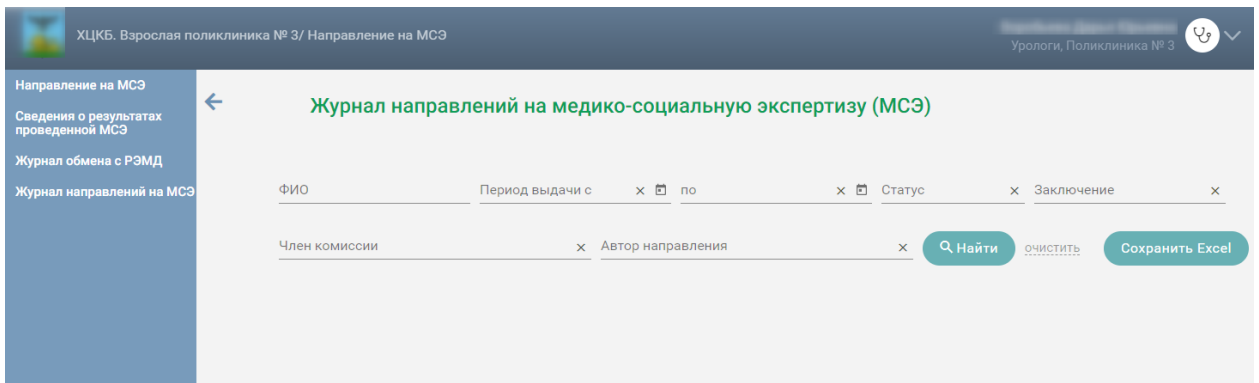 ХЦКБ. Взрослая поликлиника № 3/ Направление на МСЭ
Урологи, Поликлиника № 3
Направление на МСЭ
Сведения о результатах
проведенной МСЭ
Журнал обмена с РЭМД
Журнал направлений на МСЭ
Журнал направлений на медико-социальную экспертизу (МСЭ)
ФИО Период выдачи с по Статус Заключение
Член комиссии Автор направления Найти очистить Сохранить Excel